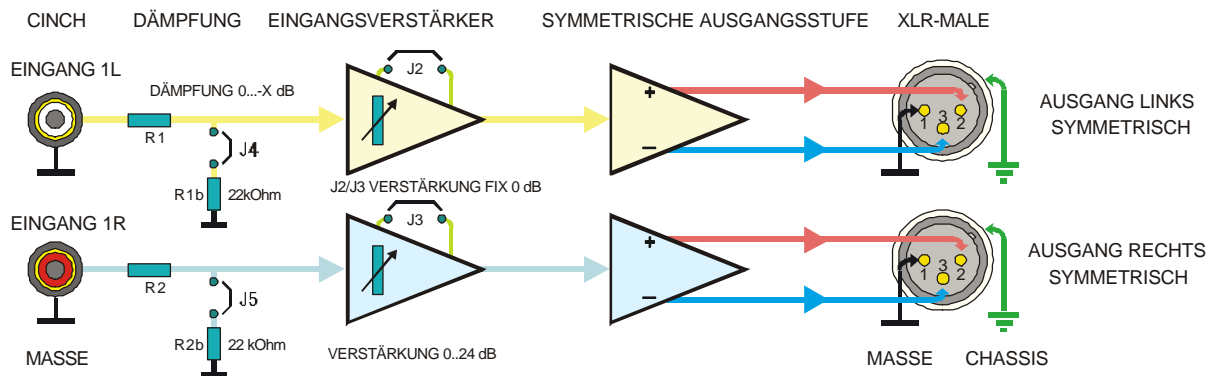 CINCH DÄMPFUNG EINGANGSVERSTÄRKER SYMMETRISCHE AUSGANGSSTUFE XLR-MALE
EINGANG 1L
DÄMPFUNG 0...-X dB
J2
R1
J4
R1b 22kOhm
J2/J3 VERSTÄRKUNG FIX 0 dB
+
−
1 3 2
AUSGANG LINKS
SYMMETRISCH
EINGANG 1R
J3
R2
J5
R2b 22 kOhm
VERSTÄRKUNG 0..24 dB
+
−
1 3 2
AUSGANG RECHTS
SYMMETRISCH
MASSE
MASSE CHASSIS